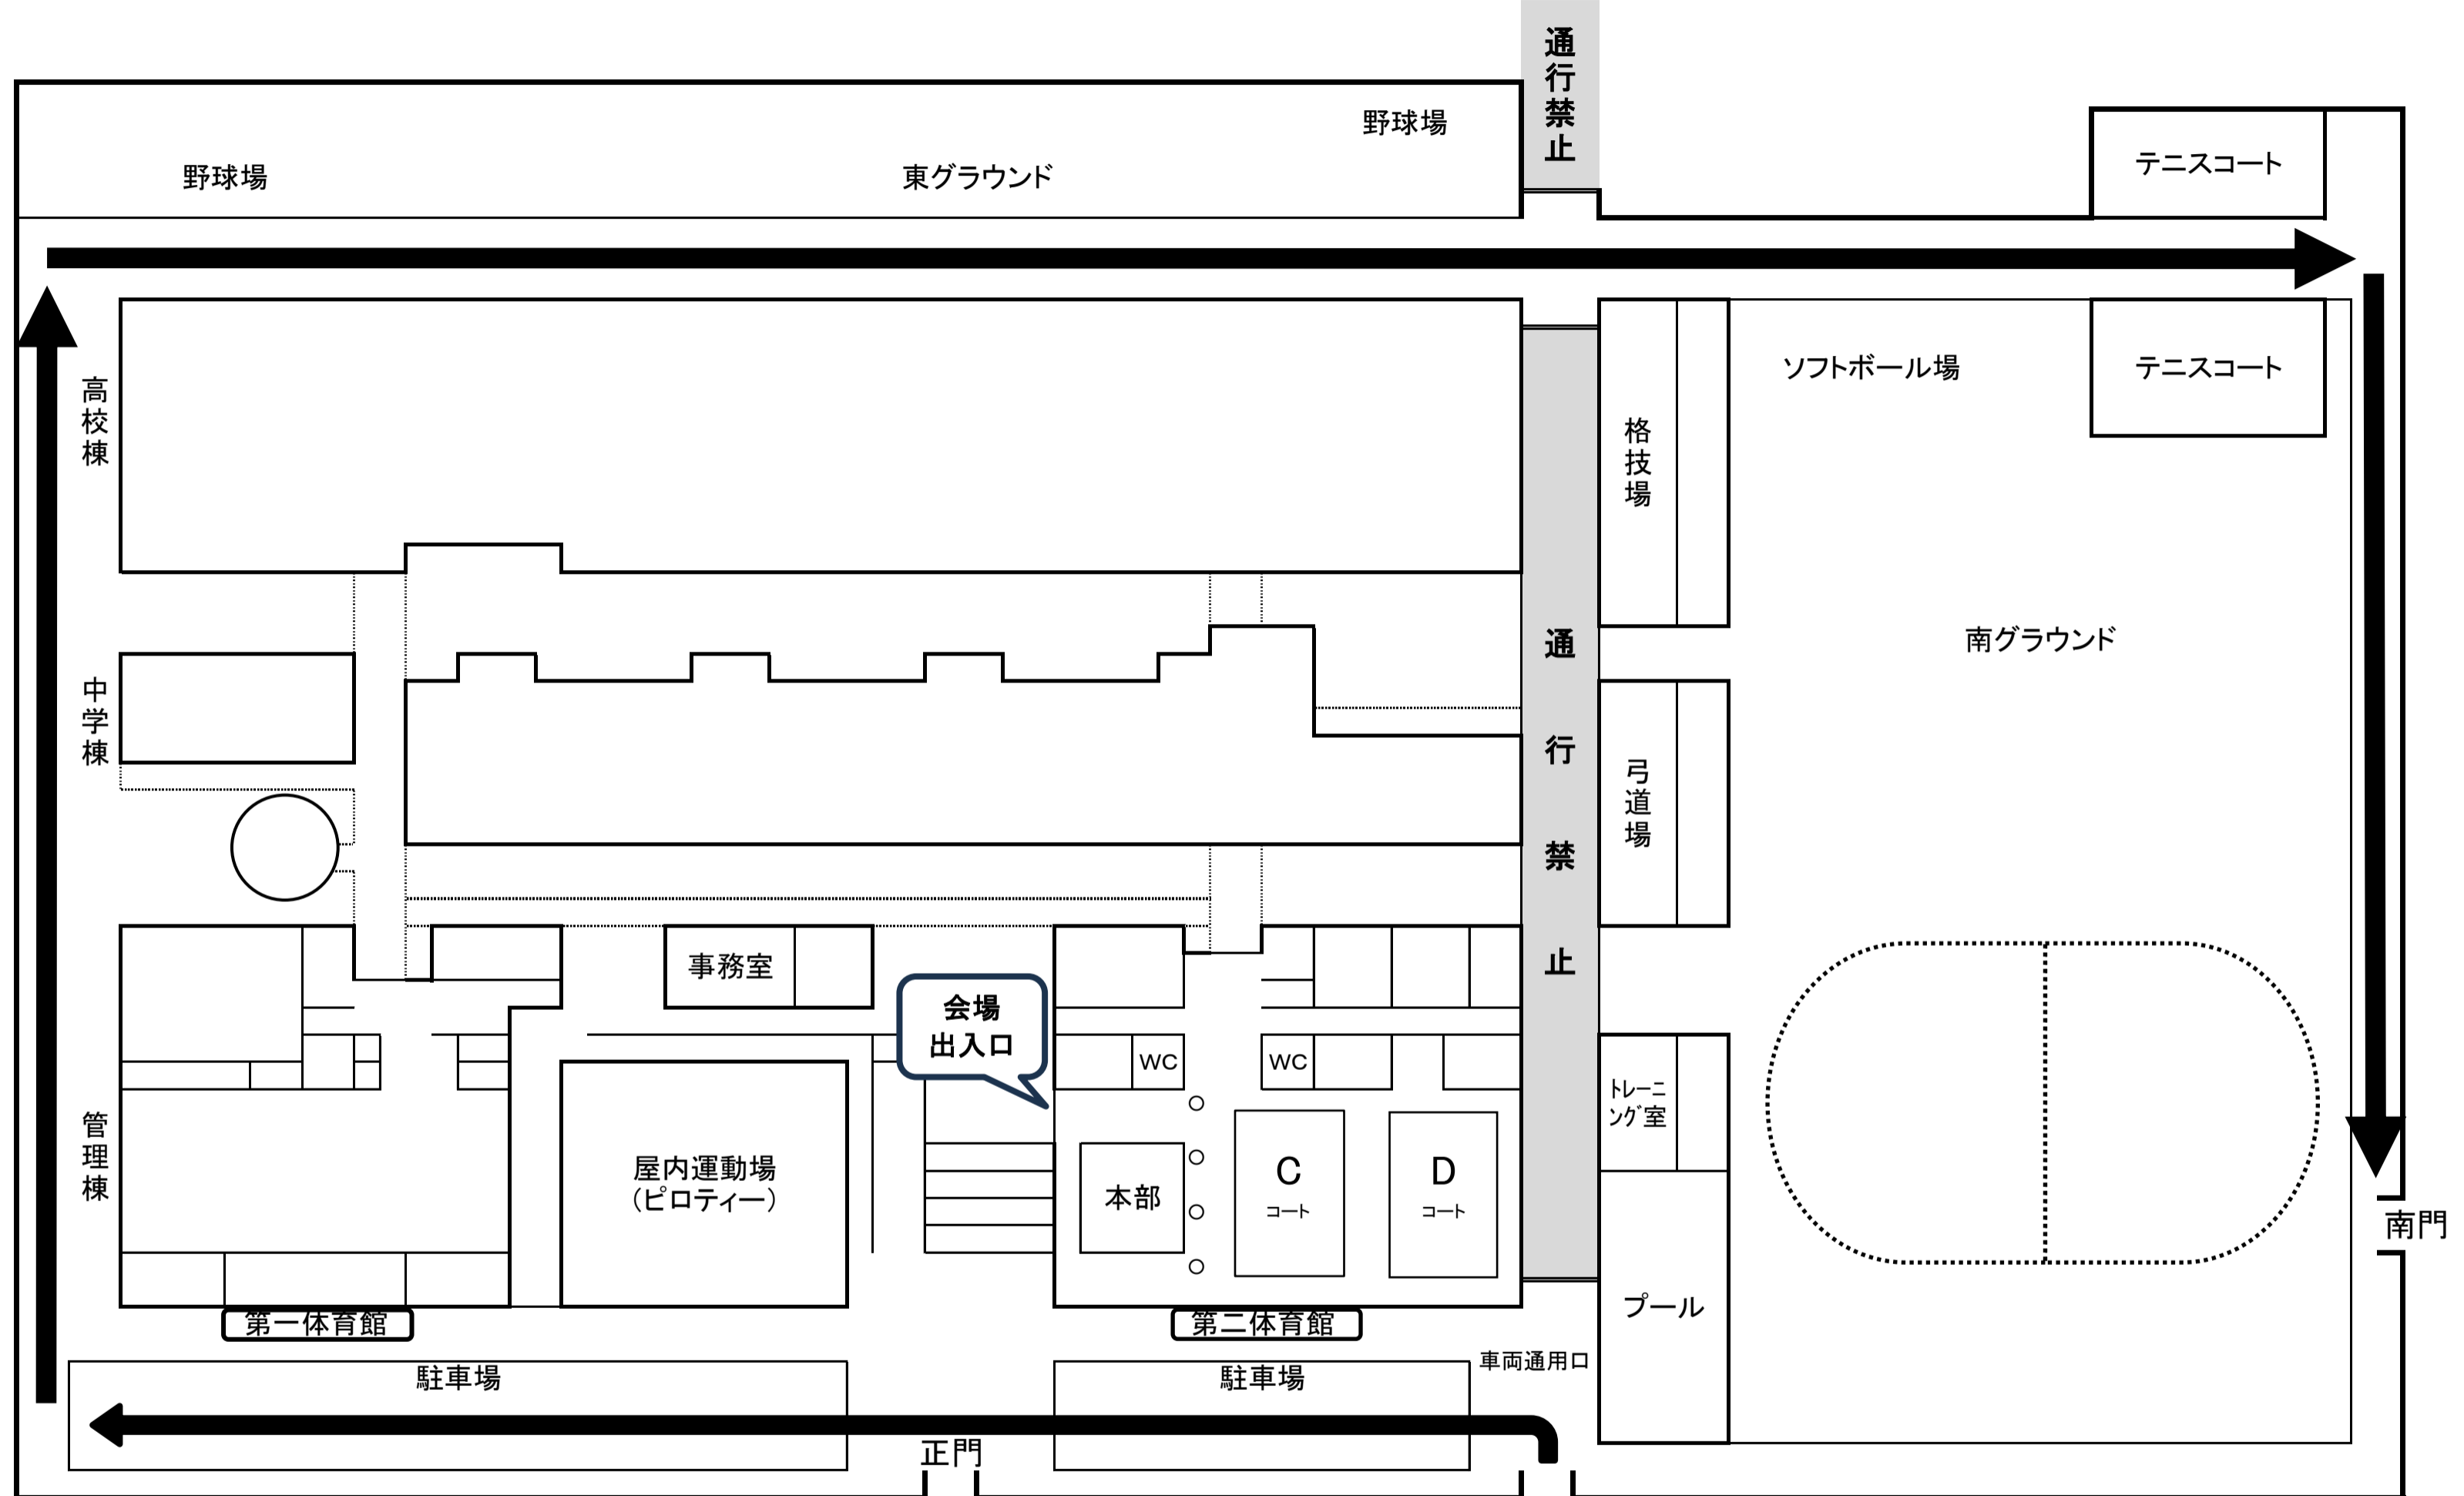 通行禁止
野球場
野球場
東グラウンド
テニスコート
高校棟
ソフトボール場
テニスコート
格技場
南グラウンド
通行禁止
中学棟
弓道場
事務室
会場
出入口
WC
WC
トレーニ
ング室
管理棟
屋内運動場
（ピロティー）
本部
C
コート
D
コート
南門
プール
第一体育館
第二体育館
駐車場
駐車場
車両通用口
正門